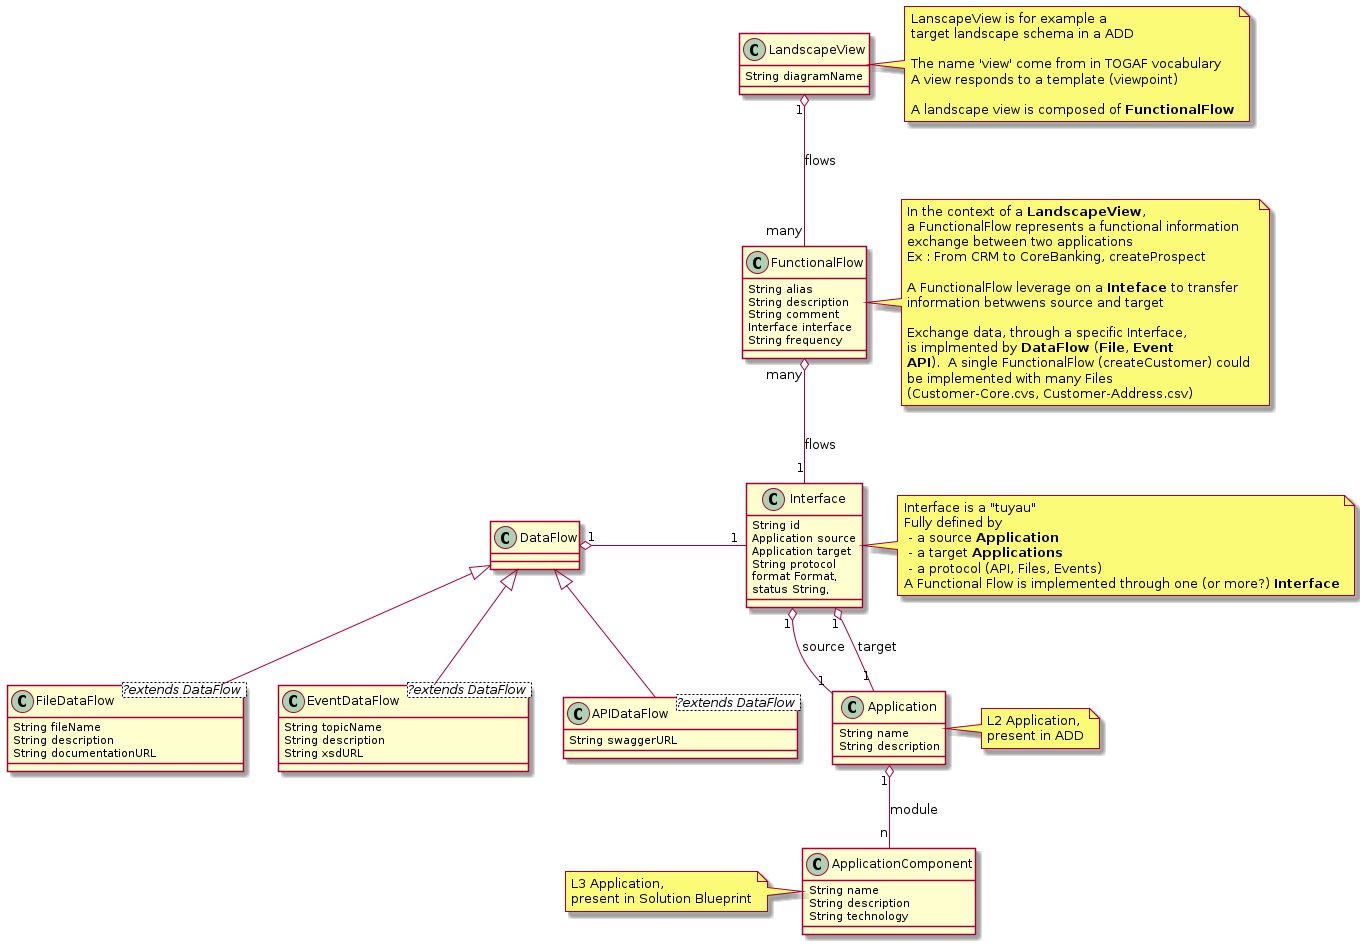 C LandscapeView
String diagramName
LanscapeView is for example a
target landscape schema in a ADD
The name 'view' come from in TOGAF vocabulary
A view responds to a template (viewpoint)
A landscape view is composed of FunctionalFlow
1
flows
many
C FunctionalFlow
String alias
String description
String comment
Interface interface
String frequency
In the context of a LandscapeView,
a FunctionalFlow represents a functional information
exchange between two applications
Ex : From CRM to CoreBanking, createProspect
A FunctionalFlow leverage on a Inteface to transfer
information betwwens source and target
Exchange data, through a specific Interface,
is implmented by DataFlow (File, Event
API).  A single FunctionalFlow (createCustomer) could
be implemented with many Files
(Customer-Core.cvs, Customer-Address.csv)
many
flows
1
C Interface
String id
Application source
Application target
String protocol
format Format,
status String,
Interface is a "tuyau"
Fully defined by
- a source Application
- a target Applications
- a protocol (API, Files, Events)
A Functional Flow is implemented through one (or more?) Interface
C DataFlow
1
1
1
source
1
1
target
1
C FileDataFlow
?extends DataFlow
String fileName
String description
String documentationURL
C EventDataFlow
?extends DataFlow
String topicName
String description
String xsdURL
C APIDataFlow
?extends DataFlow
String swaggerURL
C Application
String name
String description
L2 Application,
present in ADD
1
module
n
C ApplicationComponent
String name
String description
String technology
L3 Application,
present in Solution Blueprint